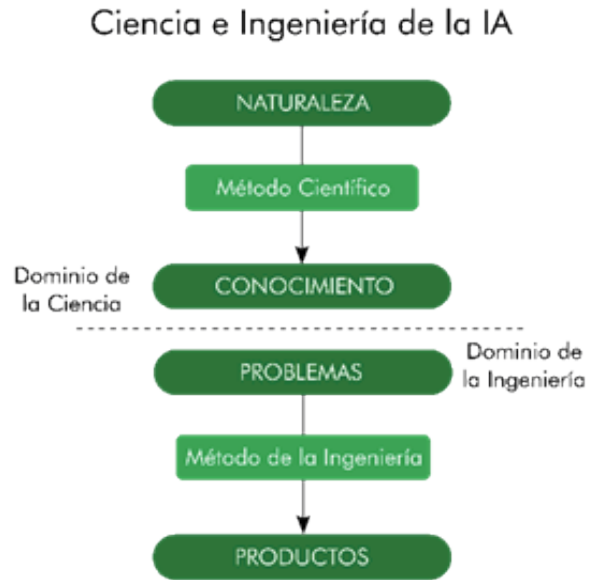 Ciencia e Ingeniería de la IA
NATURALEZA
Método Científico
Dominio de
la Ciencia
CONOCIMIENTO
PROBLEMAS
Dominio de
la Ingeniería
Método de la Ingeniería
PRODUCTOS